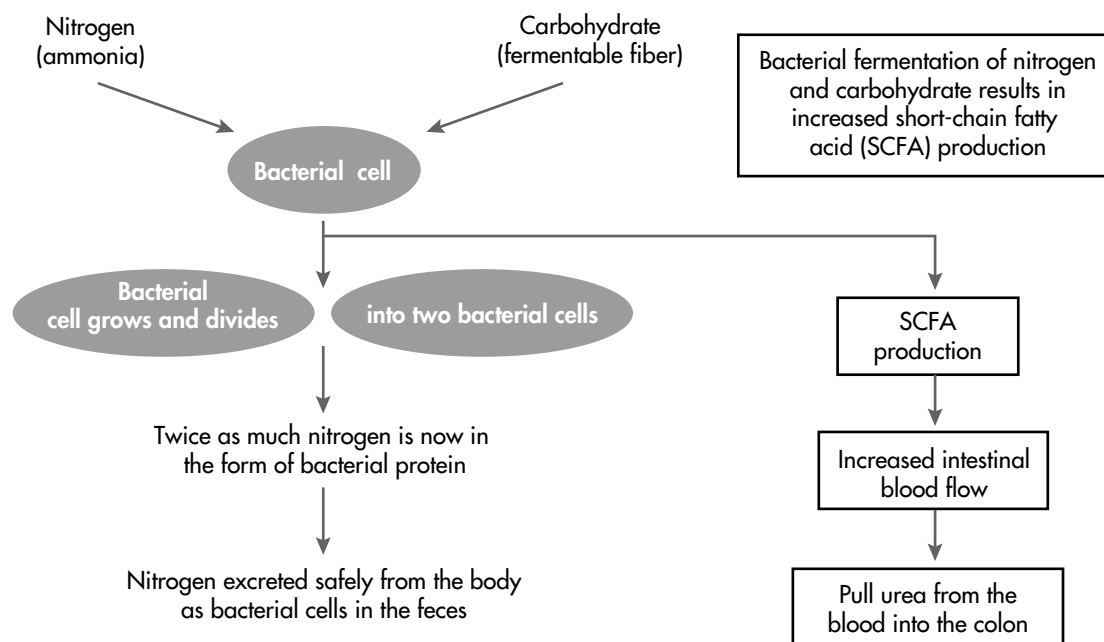 Nitrogen
(ammonia)
Carbohydrate
(fermentable fiber)
Bacterial fermentation of nitrogen
and carbohydrate results in
increased short-chain fatty
acid (SCFA) production
Bacterial cell
Bacterial
cell grows and divides
into two bacterial cells
SCFA
production
Twice as much nitrogen is now in
the form of bacterial protein
Increased intestinal
blood flow
Nitrogen excreted safely from the body
as bacterial cells in the feces
Pull urea from the
blood into the colon